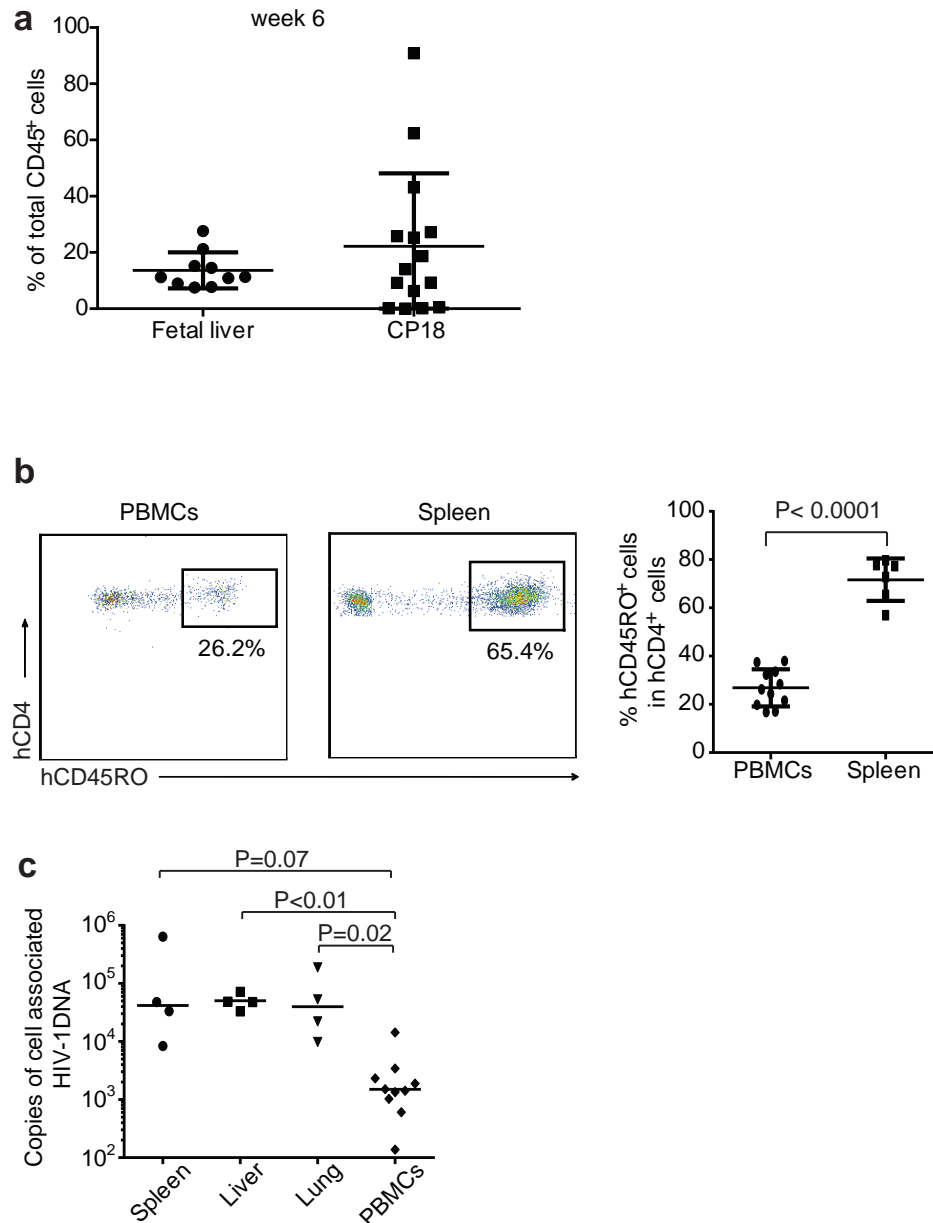 a
week 6
% of total CD45+ cells
100
80
60
40
20
0
Fetal liver
CP18
b
PBMCs
Spleen
26.2%
65.4%
hCD4
hCD45RO
P< 0.0001
% hCD45RO+ cells
in hCD4+ cells
100
80
60
40
20
0
PBMCs
Spleen
c
P=0.07
P<0.01
P=0.02
Copies of cell associated
HIV-1DNA
10^6
10^5
10^4
10^3
10^2
Spleen
Liver
Lung
PBMCs